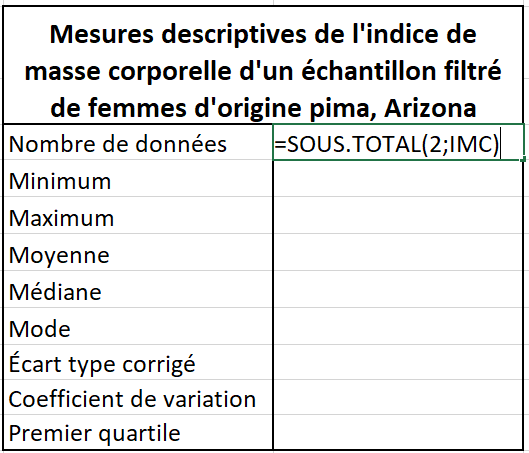 Mesures descriptives de l'indice de
masse corporelle d'un échantillon filtré
de femmes d'origine pima, Arizona
Nombre de données =SOUS.TOTAL(2;IMC)
Minimum
Maximum
Moyenne
Médiane
Mode
Écart type corrigé
Coefficient de variation
Premier quartile